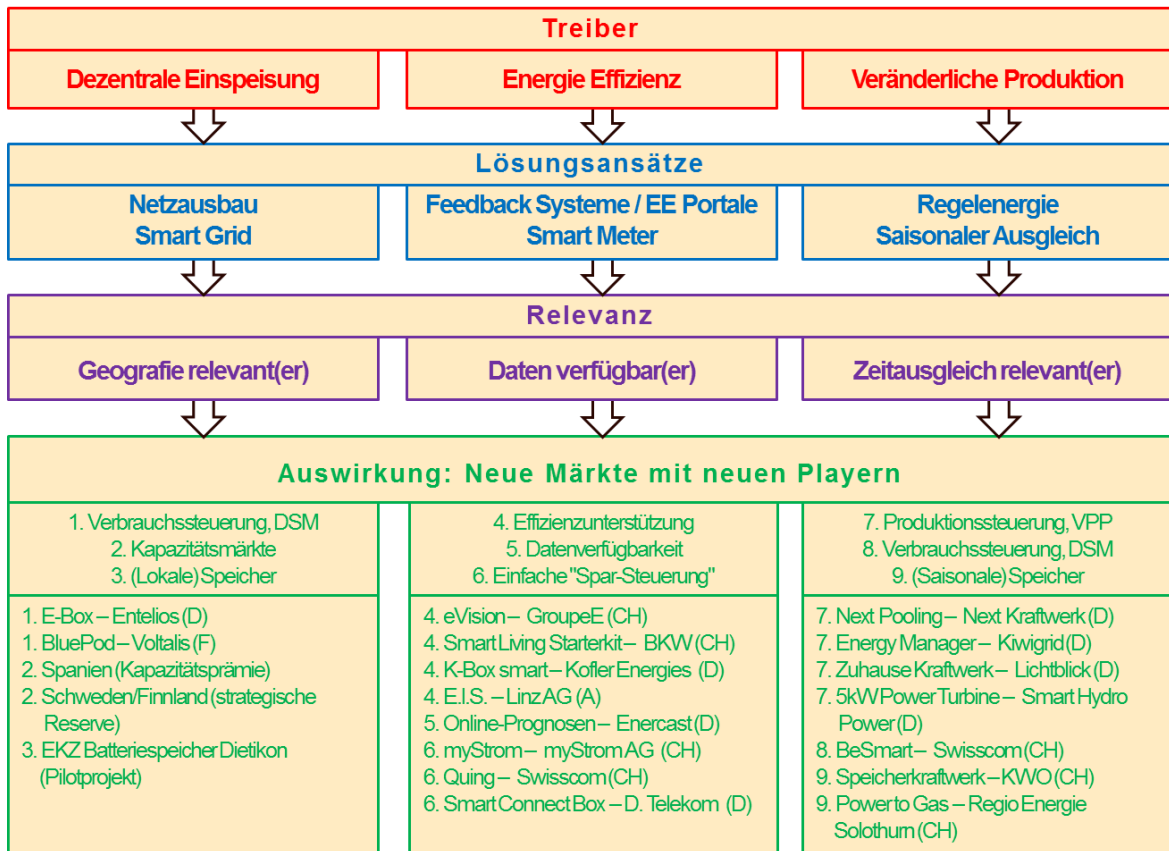 Treiber
Dezentrale Einspeisung
Energie Effizienz
Veränderliche Produktion
Lösungsansätze
Netzausbau
Smart Grid
Feedback Systeme / EE Portale
Smart Meter
Regelenergie
Saisonaler Ausgleich
Relevanz
Geografie relevant(er)
Daten verfügbar(er)
Zeitausgleich relevant(er)
Auswirkung: Neue Märkte mit neuen Playern
1. Verbrauchssteuerung, DSM
2. Kapazitätsmärkte
3. (Lokale) Speicher
4. Effizienzunterstützung
5. Datenverfügbarkeit
6. Einfache "Spar-Steuerung"
7. Produktionssteuerung, VPP
8. Verbrauchssteuerung, DSM
9. (Saisonale) Speicher
1. E-Box – Entelios (D)
1. BluePod – Voltalis (F)
2. Spanien (Kapazitätsprämie)
2. Schweden/Finnland (strategische
Reserve)
3. EKZ Batteriespeicher Dietikon
(Pilotprojekt)
4. eVision – GroupeE (CH)
4. Smart Living Starterkit – BKW (CH)
4. K-Box smart – Kofler Energies (D)
4. E.I.S. – Linz AG (A)
5. Online-Prognosen – Enercast (D)
6. myStrom – myStrom AG (CH)
6. Quing – Swisscom (CH)
6. Smart Connect Box – D. Telekom (D)
7. Next Pooling – Next Kraftwerk (D)
7. Energy Manager – Kiwigrid (D)
7. Zuhause Kraftwerk – Lichtblick (D)
7. 5kW Power Turbine – Smart Hydro
Power (D)
8. BeSmart – Swisscom (CH)
9. Speicherkraftwerk – KWO (CH)
9. Power to Gas – Regio Energie
Solothurn (CH)